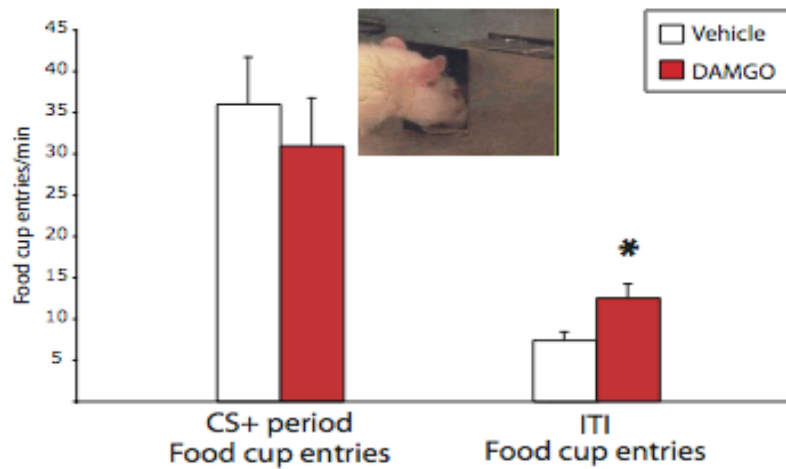 Vehicle
DAMGO
Food cup entries/min
45
40
35
30
25
20
15
10
5
*
CS+ period
Food cup entries
ITI
Food cup entries